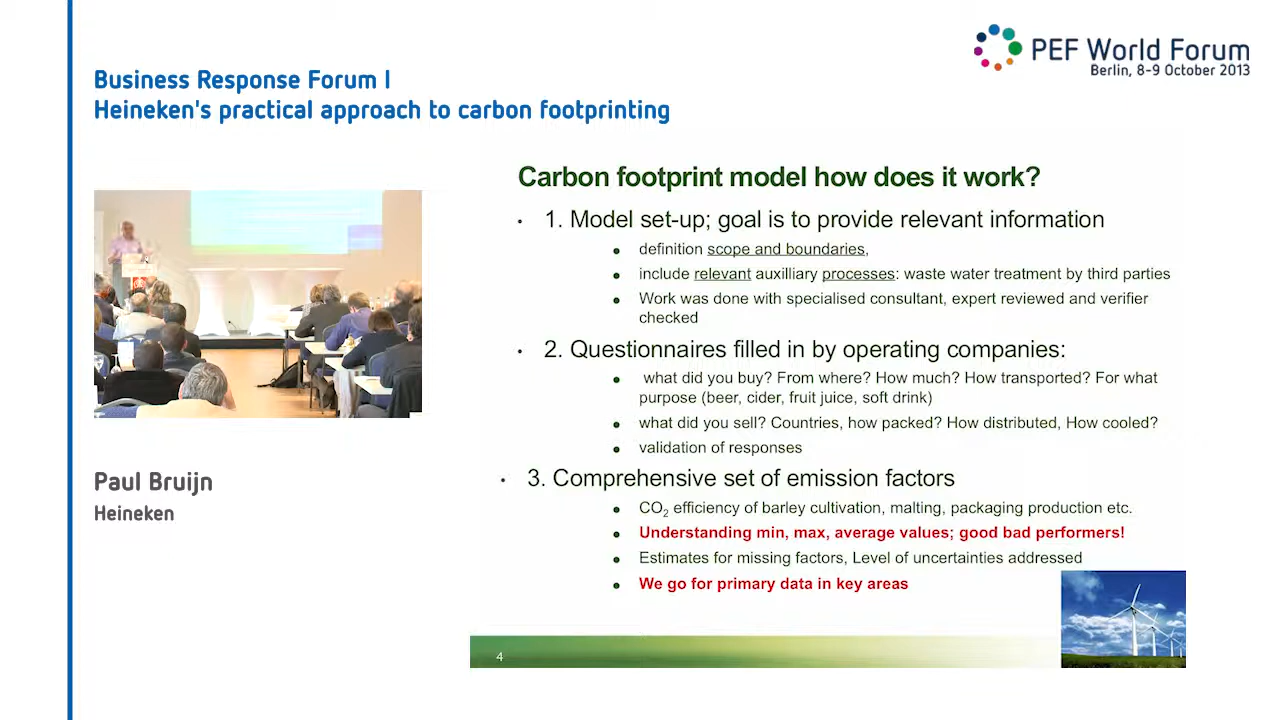 PEF World Forum
Berlin, 8-9 October 2013
Business Response Forum I
Heineken's practical approach to carbon footprinting
Carbon footprint model how does it work?
• 1. Model set-up; goal is to provide relevant information
• definition scope and boundaries,
• include relevant auxilliary processes: waste water treatment by third parties
• Work was done with specialised consultant, expert reviewed and verifier
checked
• 2. Questionnaires filled in by operating companies:
• what did you buy? From where? How much? How transported? For what
purpose (beer, cider, fruit juice, soft drink)
• what did you sell? Countries, how packed? How distributed, How cooled?
• validation of responses
• 3. Comprehensive set of emission factors
• CO2 efficiency of barley cultivation, malting, packaging production etc.
• Understanding min, max, average values; good bad performers!
• Estimates for missing factors, Level of uncertainties addressed
• We go for primary data in key areas
4
Paul Bruijn
Heineken